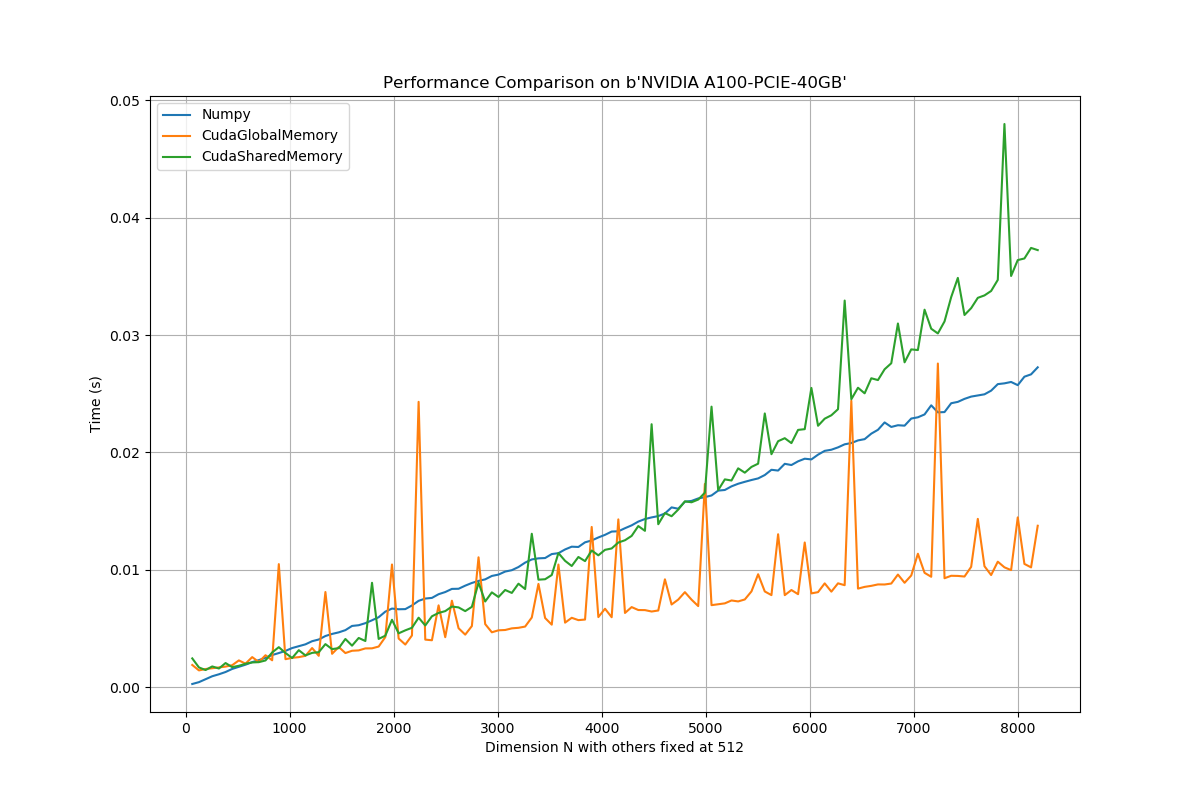 Performance Comparison on b'NVIDIA A100-PCIE-40GB'
Numpy
CudaGlobalMemory
CudaSharedMemory
Time (s)
0.05
0.04
0.03
0.02
0.01
0.00
0 1000 2000 3000 4000 5000 6000 7000 8000
Dimension N with others fixed at 512